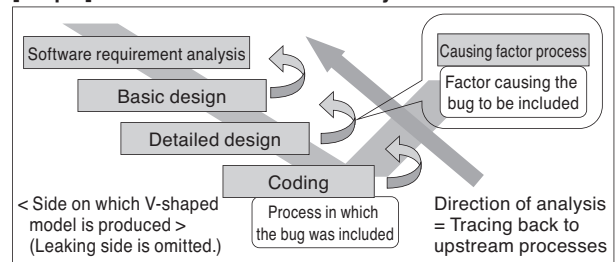 Software requirement analysis
Basic design
Detailed design
Coding
Process in which
the bug was included
Causing factor process
Factor causing the
bug to be included
< Side on which V-shaped
model is produced >
(Leaking side is omitted.)
Direction of analysis
= Tracing back to
upstream processes